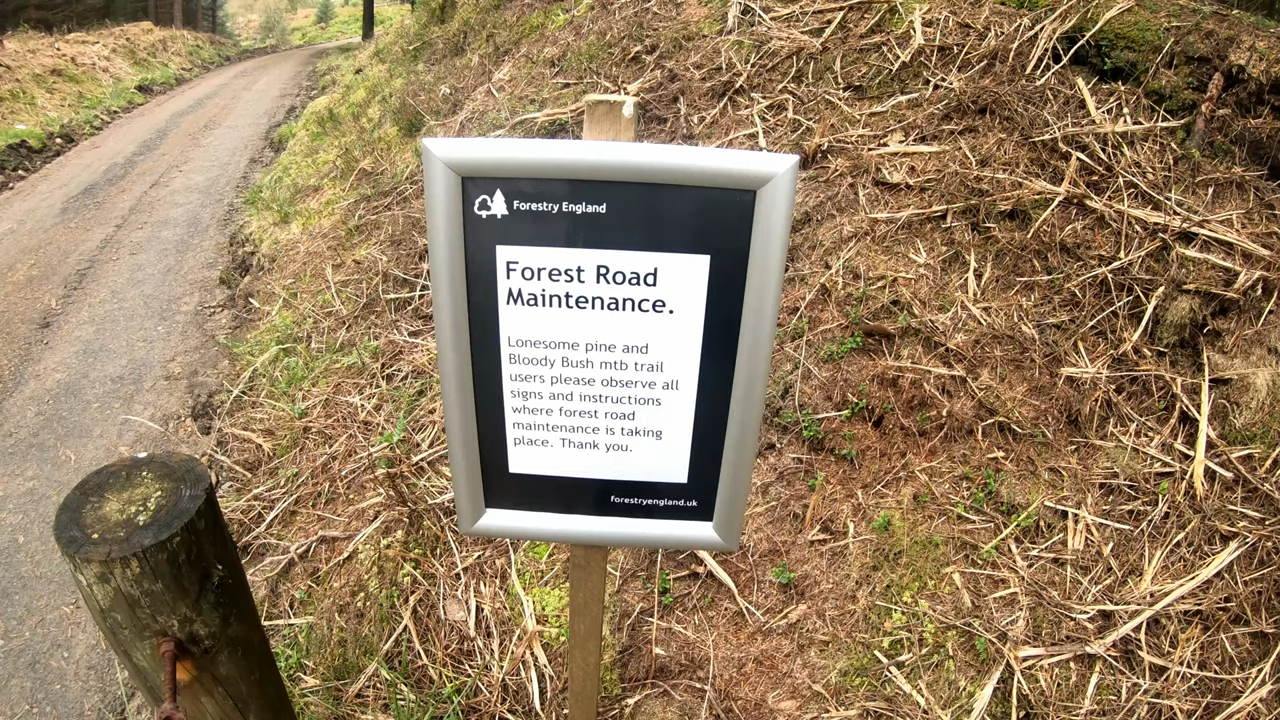 Forestry England
Forest Road
Maintenance.
Lonesome pine and
Bloody Bush mtb trail
users please observe all
signs and instructions
where forest road
maintenance is taking
place. Thank you.
forestryengland.uk